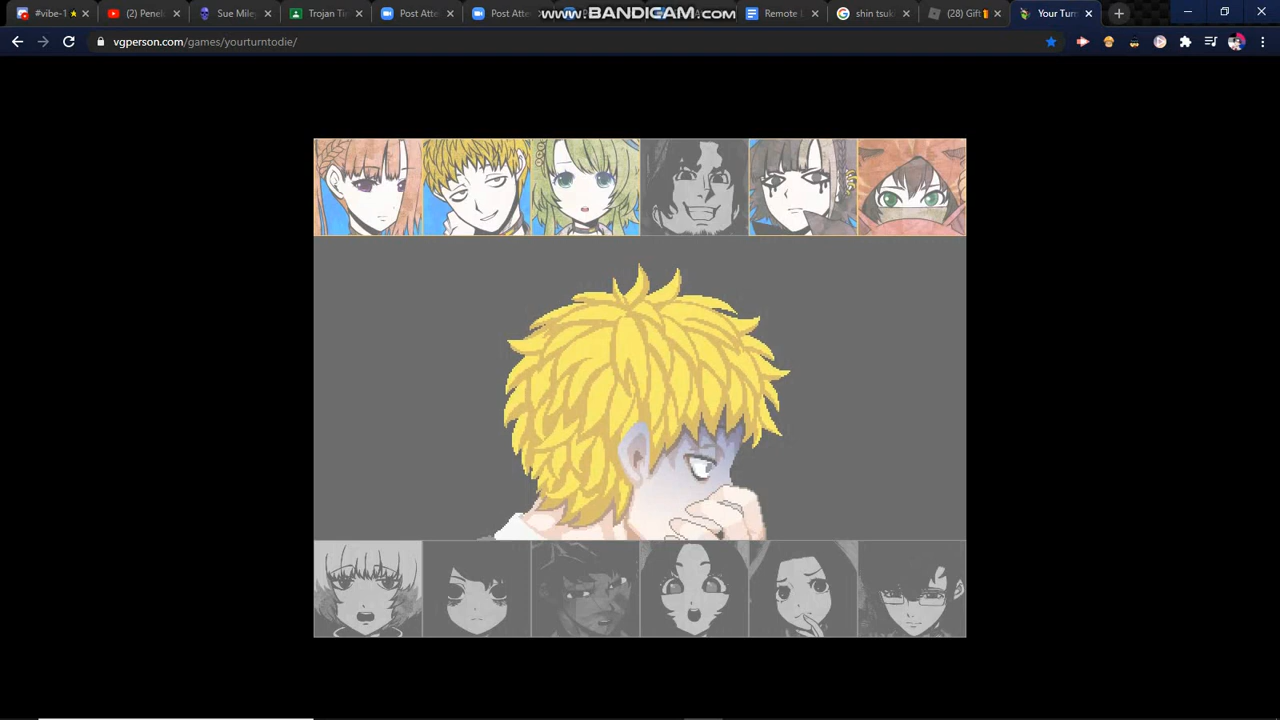 #vibe-1 ★
(2) Penel
Sue Miley
Trojan Ti
Post Atte
Post Atte
www.BANDICAM.com
Remote L
shin tsuk
(28) Gift
Your Turn
vgperson.com/games/yourturntodie/